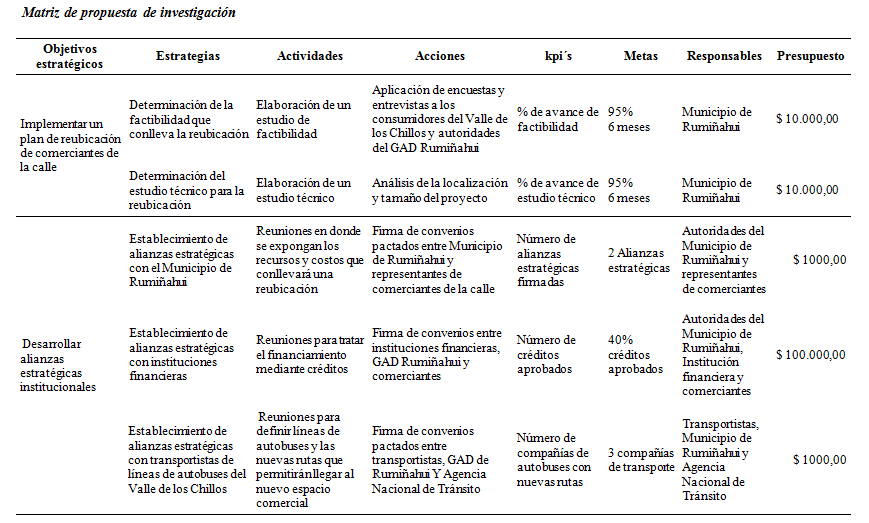 Matriz de propuesta de investigación
Objetivos
estratégicos
Estrategias
Actividades
Acciones
kpi´s
Metas
Responsables
Presupuesto
Implementar un
plan de reubicación
de comerciantes de
la calle
Determinación de la
factibilidad que
conlleva la reubicación
Elaboración de un
estudio de
factibilidad
Aplicación de encuestas y
entrevistas a los
consumidores del Valle de
los Chillos y autoridades
del GAD Rumiñahui
% de avance de
factibilidad
95%
6 meses
Municipio de
Rumiñahui
$ 10.000,00
Determinación del
estudio técnico para la
reubicación
Elaboración de un
estudio técnico
Análisis de la localización
y tamaño del proyecto
% de avance de
estudio técnico
95%
6 meses
Municipio de
Rumiñahui
$ 10.000,00
Desarrollar
alianzas
estratégicas
institucionales
Establecimiento de
alianzas estratégicas
con el Municipio de
Rumiñahui
Reuniones en donde
se expongan los
recursos y costos que
conllevará una
reubicación
Firma de convenios
pactados entre Municipio
de Rumiñahui y
representantes de
comerciantes de la calle
Número de
alianzas
estratégicas
firmadas
2 Alianzas
estratégicas
Autoridades del
Municipio de
Rumiñahui y
representantes
de comerciantes
$ 1000,00
Establecimiento de
alianzas estratégicas
con instituciones
financieras
Reuniones para tratar
el financiamiento
mediante créditos
Firma de convenios entre
instituciones financieras,
GAD Rumiñahui y
comerciantes
Número de
créditos
aprobados
40%
créditos
aprobados
Autoridades del
Municipio de
Rumiñahui,
Institución
financiera y
comerciantes
$ 100.000,00
Establecimiento de
alianzas estratégicas
con transportistas de
líneas de autobuses del
Valle de los Chillos
Reuniones para
definir líneas de
autobuses y las
nuevas rutas que
permitirán llegar al
nuevo espacio
comercial
Firma de convenios
pactados entre
transportistas, GAD de
Rumiñahui Y Agencia
Nacional de Tránsito
Número de
compañías de
autobuses con
nuevas rutas
3 compañías
de transporte
Transportistas,
Municipio de
Rumiñahui y
Agencia
Nacional de
Tránsito
$ 1000,00